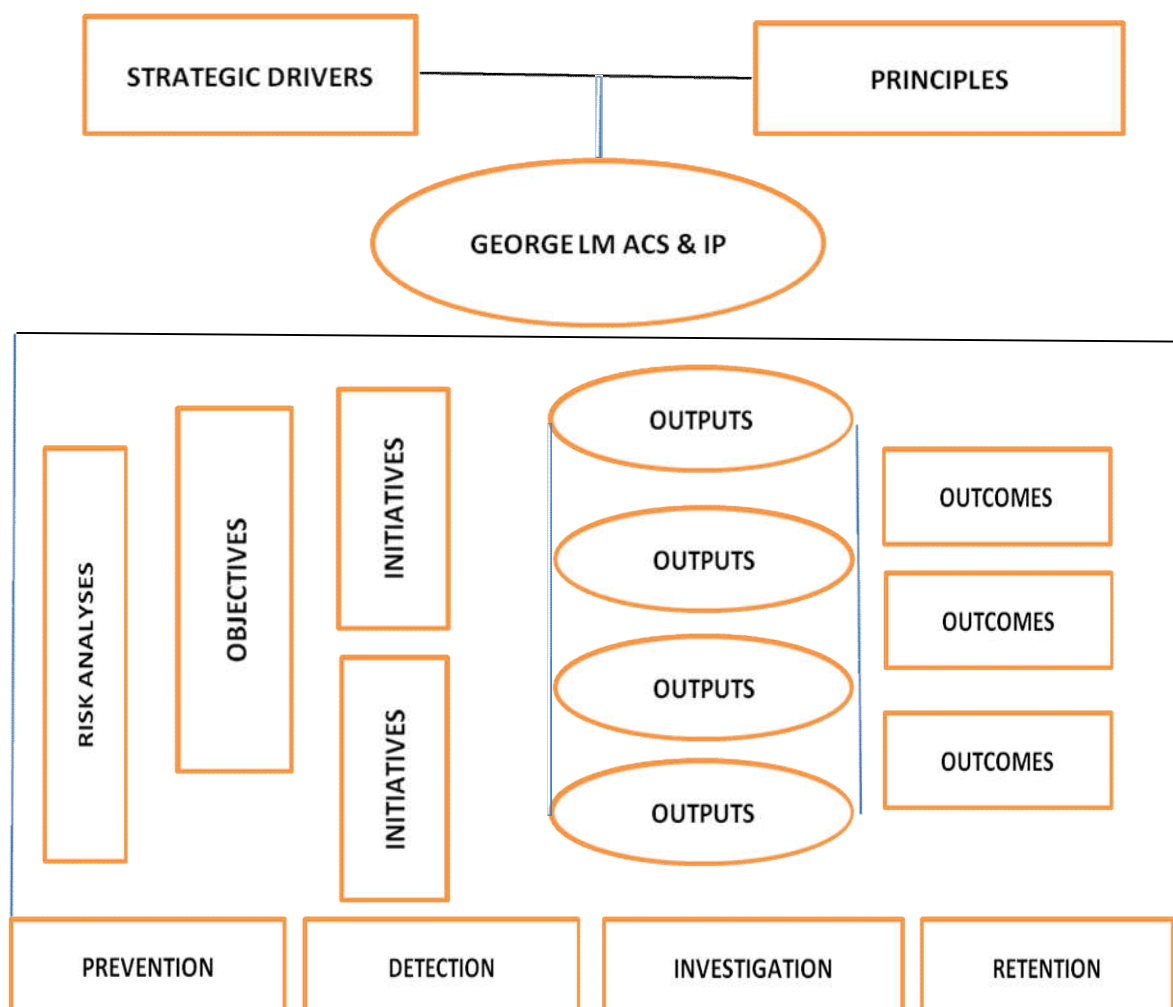 STRATEGIC DRIVERS
PRINCIPLES
GEORGE LM ACS & IP
RISK ANALYSES
OBJECTIVES
INITIATIVES
INITIATIVES
OUTPUTS
OUTPUTS
OUTPUTS
OUTPUTS
OUTCOMES
OUTCOMES
OUTCOMES
PREVENTION
DETECTION
INVESTIGATION
RETENTION